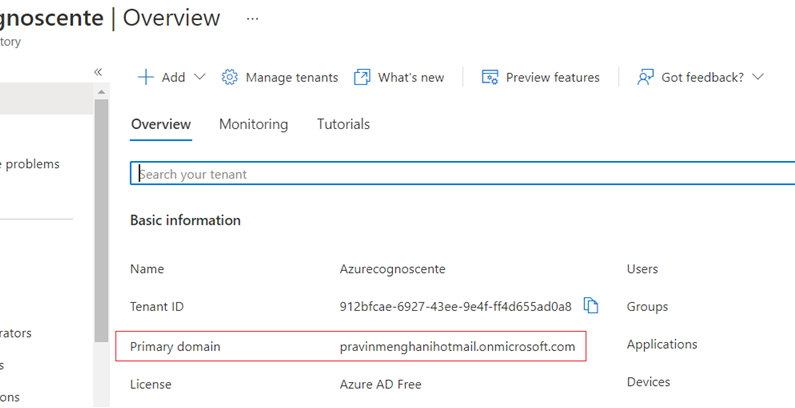 gnoscente | Overview ...
tory
«
Add Manage tenants What's new Preview features Got feedback?
Overview Monitoring Tutorials
Search your tenant
e problems
Basic information
Name Azurecognoscente Users
Tenant ID 912bfcae-6927-43ee-9e4f-ff4d655ad0a8 Groups
rators
Primary domain pravinmenghanihotmail.onmicrosoft.com Applications
s
License Azure AD Free Devices
ons